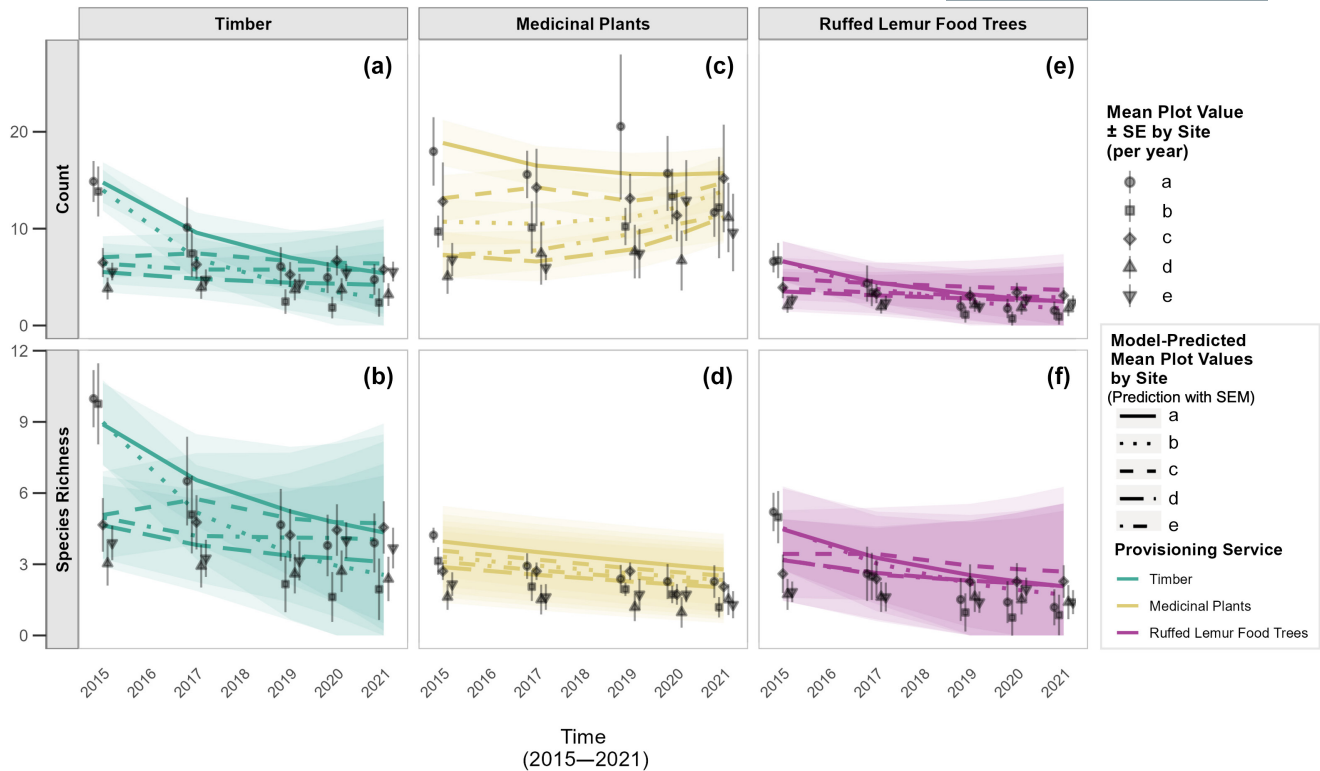 Timber
Medicinal Plants
Ruffed Lemur Food Trees
Count
20
10
0
(a)
(c)
(e)
Species Richness
12
9
6
3
0
(b)
(d)
(f)
2015
2016
2017
2018
2019
2020
2021
2015
2016
2017
2018
2019
2020
2021
2015
2016
2017
2018
2019
2020
2021
Time
(2015—2021)
Mean Plot Value
± SE by Site
(per year)
a
b
c
d
e
Model-Predicted
Mean Plot Values
by Site
(Prediction with SEM)
a
b
c
d
e
Provisioning Service
Timber
Medicinal Plants
Ruffed Lemur Food Trees